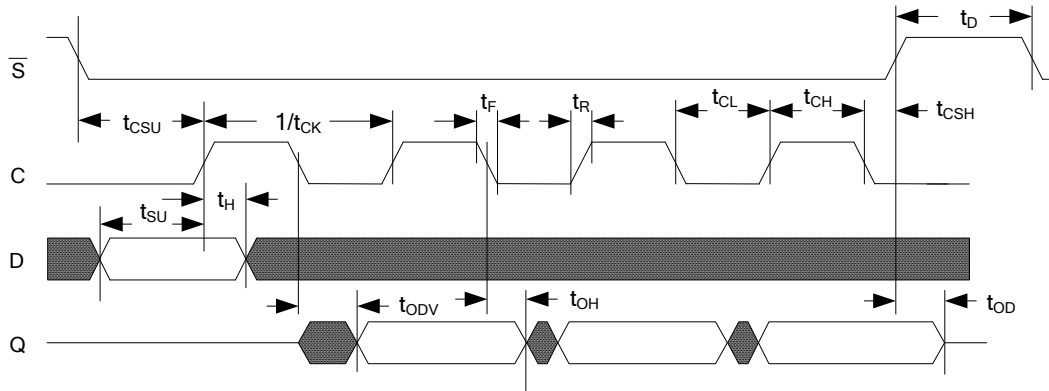 tD
S
tF
tR
tCL
tCH
tCSU
1/tCK
tCSH
C
tSU
tH
D
tODV
tOH
tOD
Q